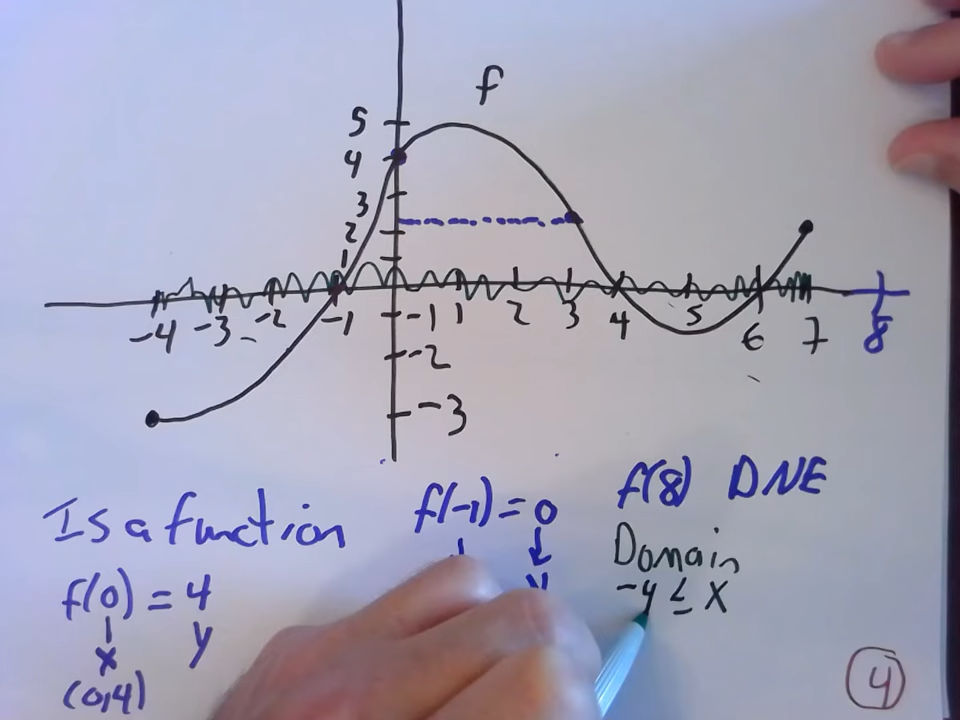 f
5
4
3
2
1
-4 -3 -2 -1 -1 1 2 3 4 5 6 7 8
-2
-3
Is a function
f(0) = 4
x y
(0,4)
f(-1) = 0
y
f(8) DNE
Domain
-4 ≤ x
4